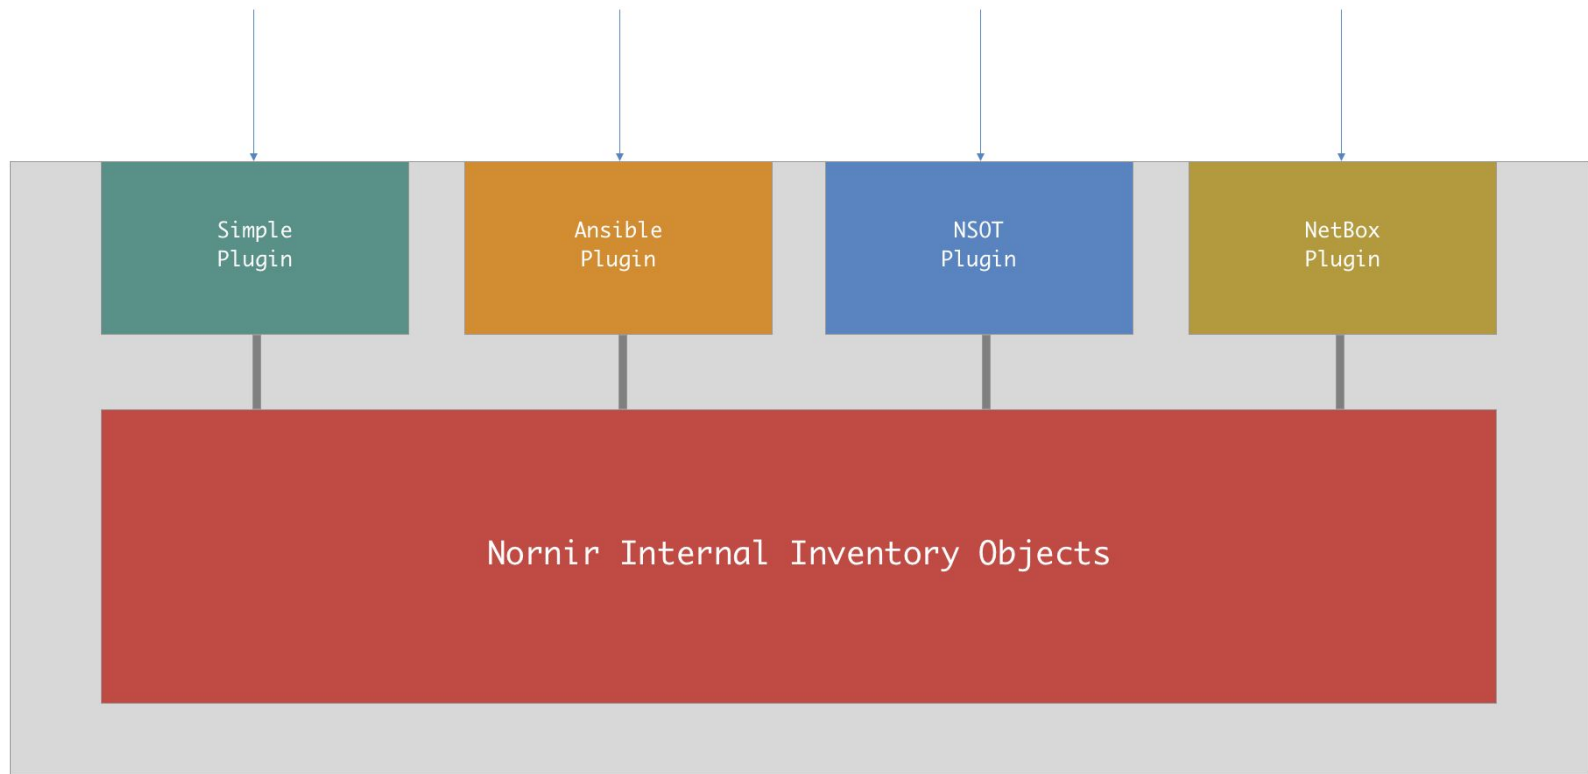 Simple
Plugin
Ansible
Plugin
NSOT
Plugin
NetBox
Plugin
Nornir Internal Inventory Objects